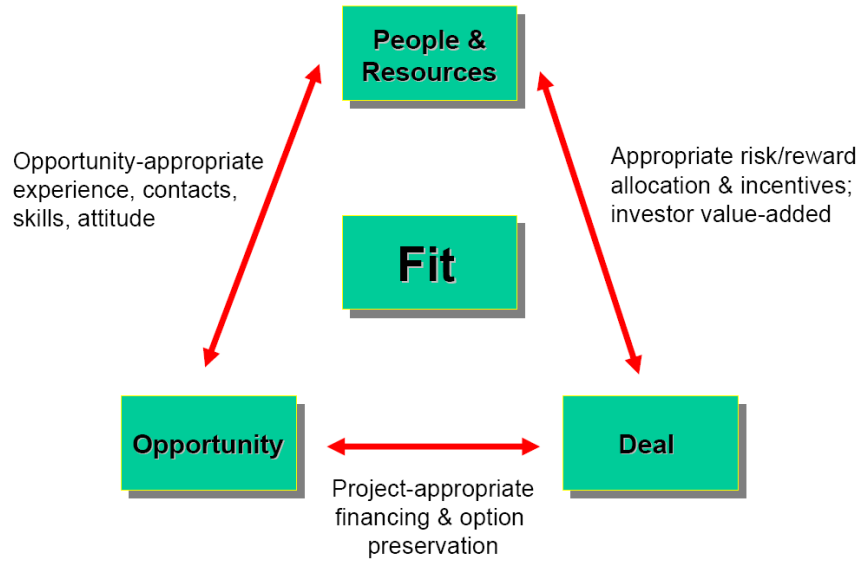 People &
Resources
Opportunity-appropriate
experience, contacts,
skills, attitude
Appropriate risk/reward
allocation & incentives;
investor value-added
Fit
Opportunity
Deal
Project-appropriate
financing & option
preservation